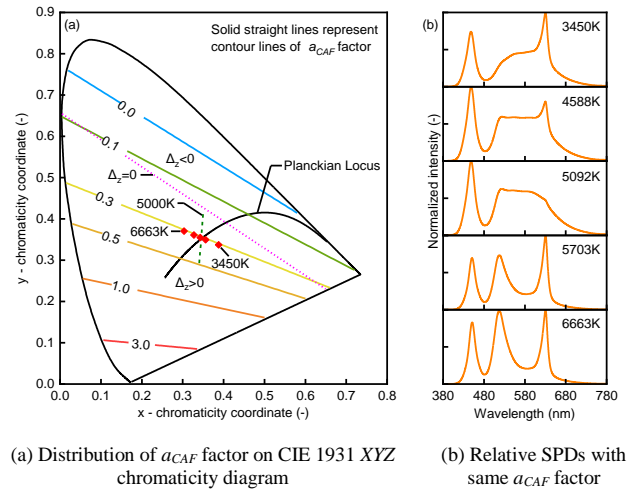 (a)
Solid straight lines represent
contour lines of a_CAF factor
0.0
0.1
Δz<0
Δz=0
Planckian Locus
0.3
5000K
6663K
0.5
3450K
Δz>0
1.0
3.0
0.9
0.8
0.7
0.6
0.5
0.4
0.3
0.2
0.1
0.0
y - chromaticity coordinate (-)
0.0 0.1 0.2 0.3 0.4 0.5 0.6 0.7 0.8
x - chromaticity coordinate (-)
(b)
3450K
4588K
5092K
5703K
6663K
Normalized intensity (-)
380 480 580 680 780
Wavelength (nm)
(a) Distribution of aCAF factor on CIE 1931 XYZ
chromaticity diagram
(b) Relative SPDs with
same aCAF factor